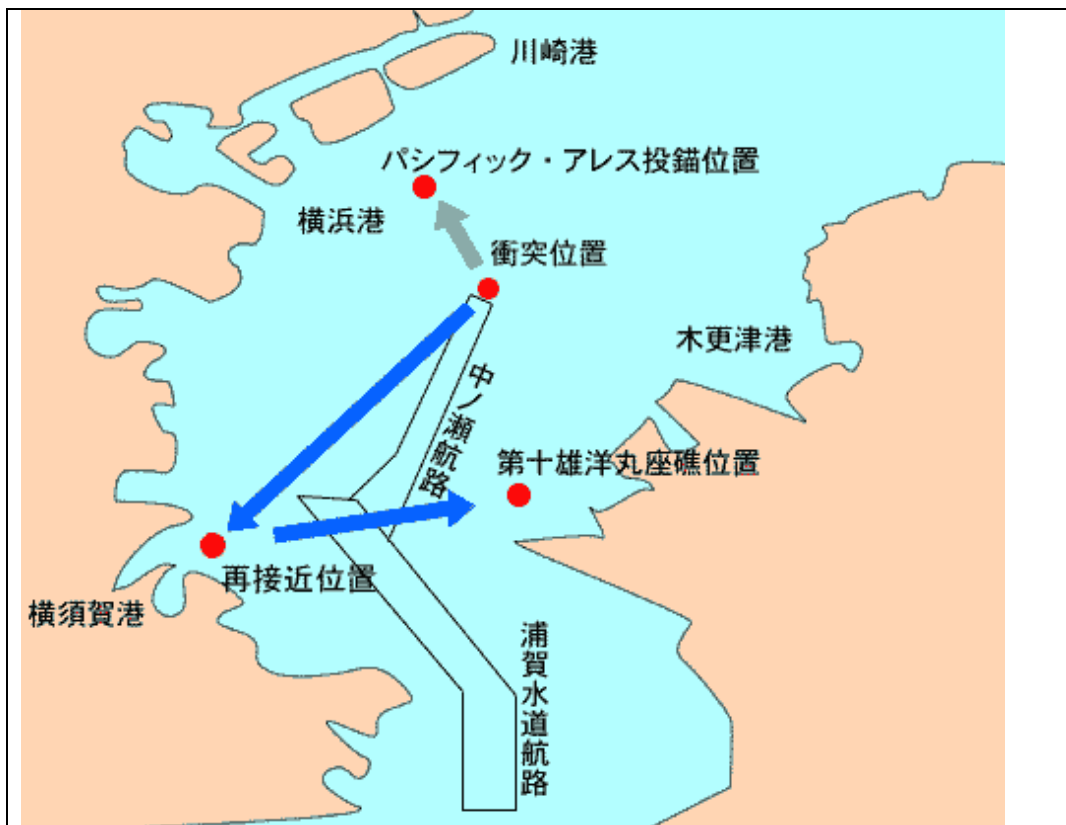 川崎港
パシフィック・アレス投錨位置
横浜港
衝突位置
木更津港
中ノ瀬航路
第十雄洋丸座礁位置
再接近位置
横須賀港
浦賀水道航路